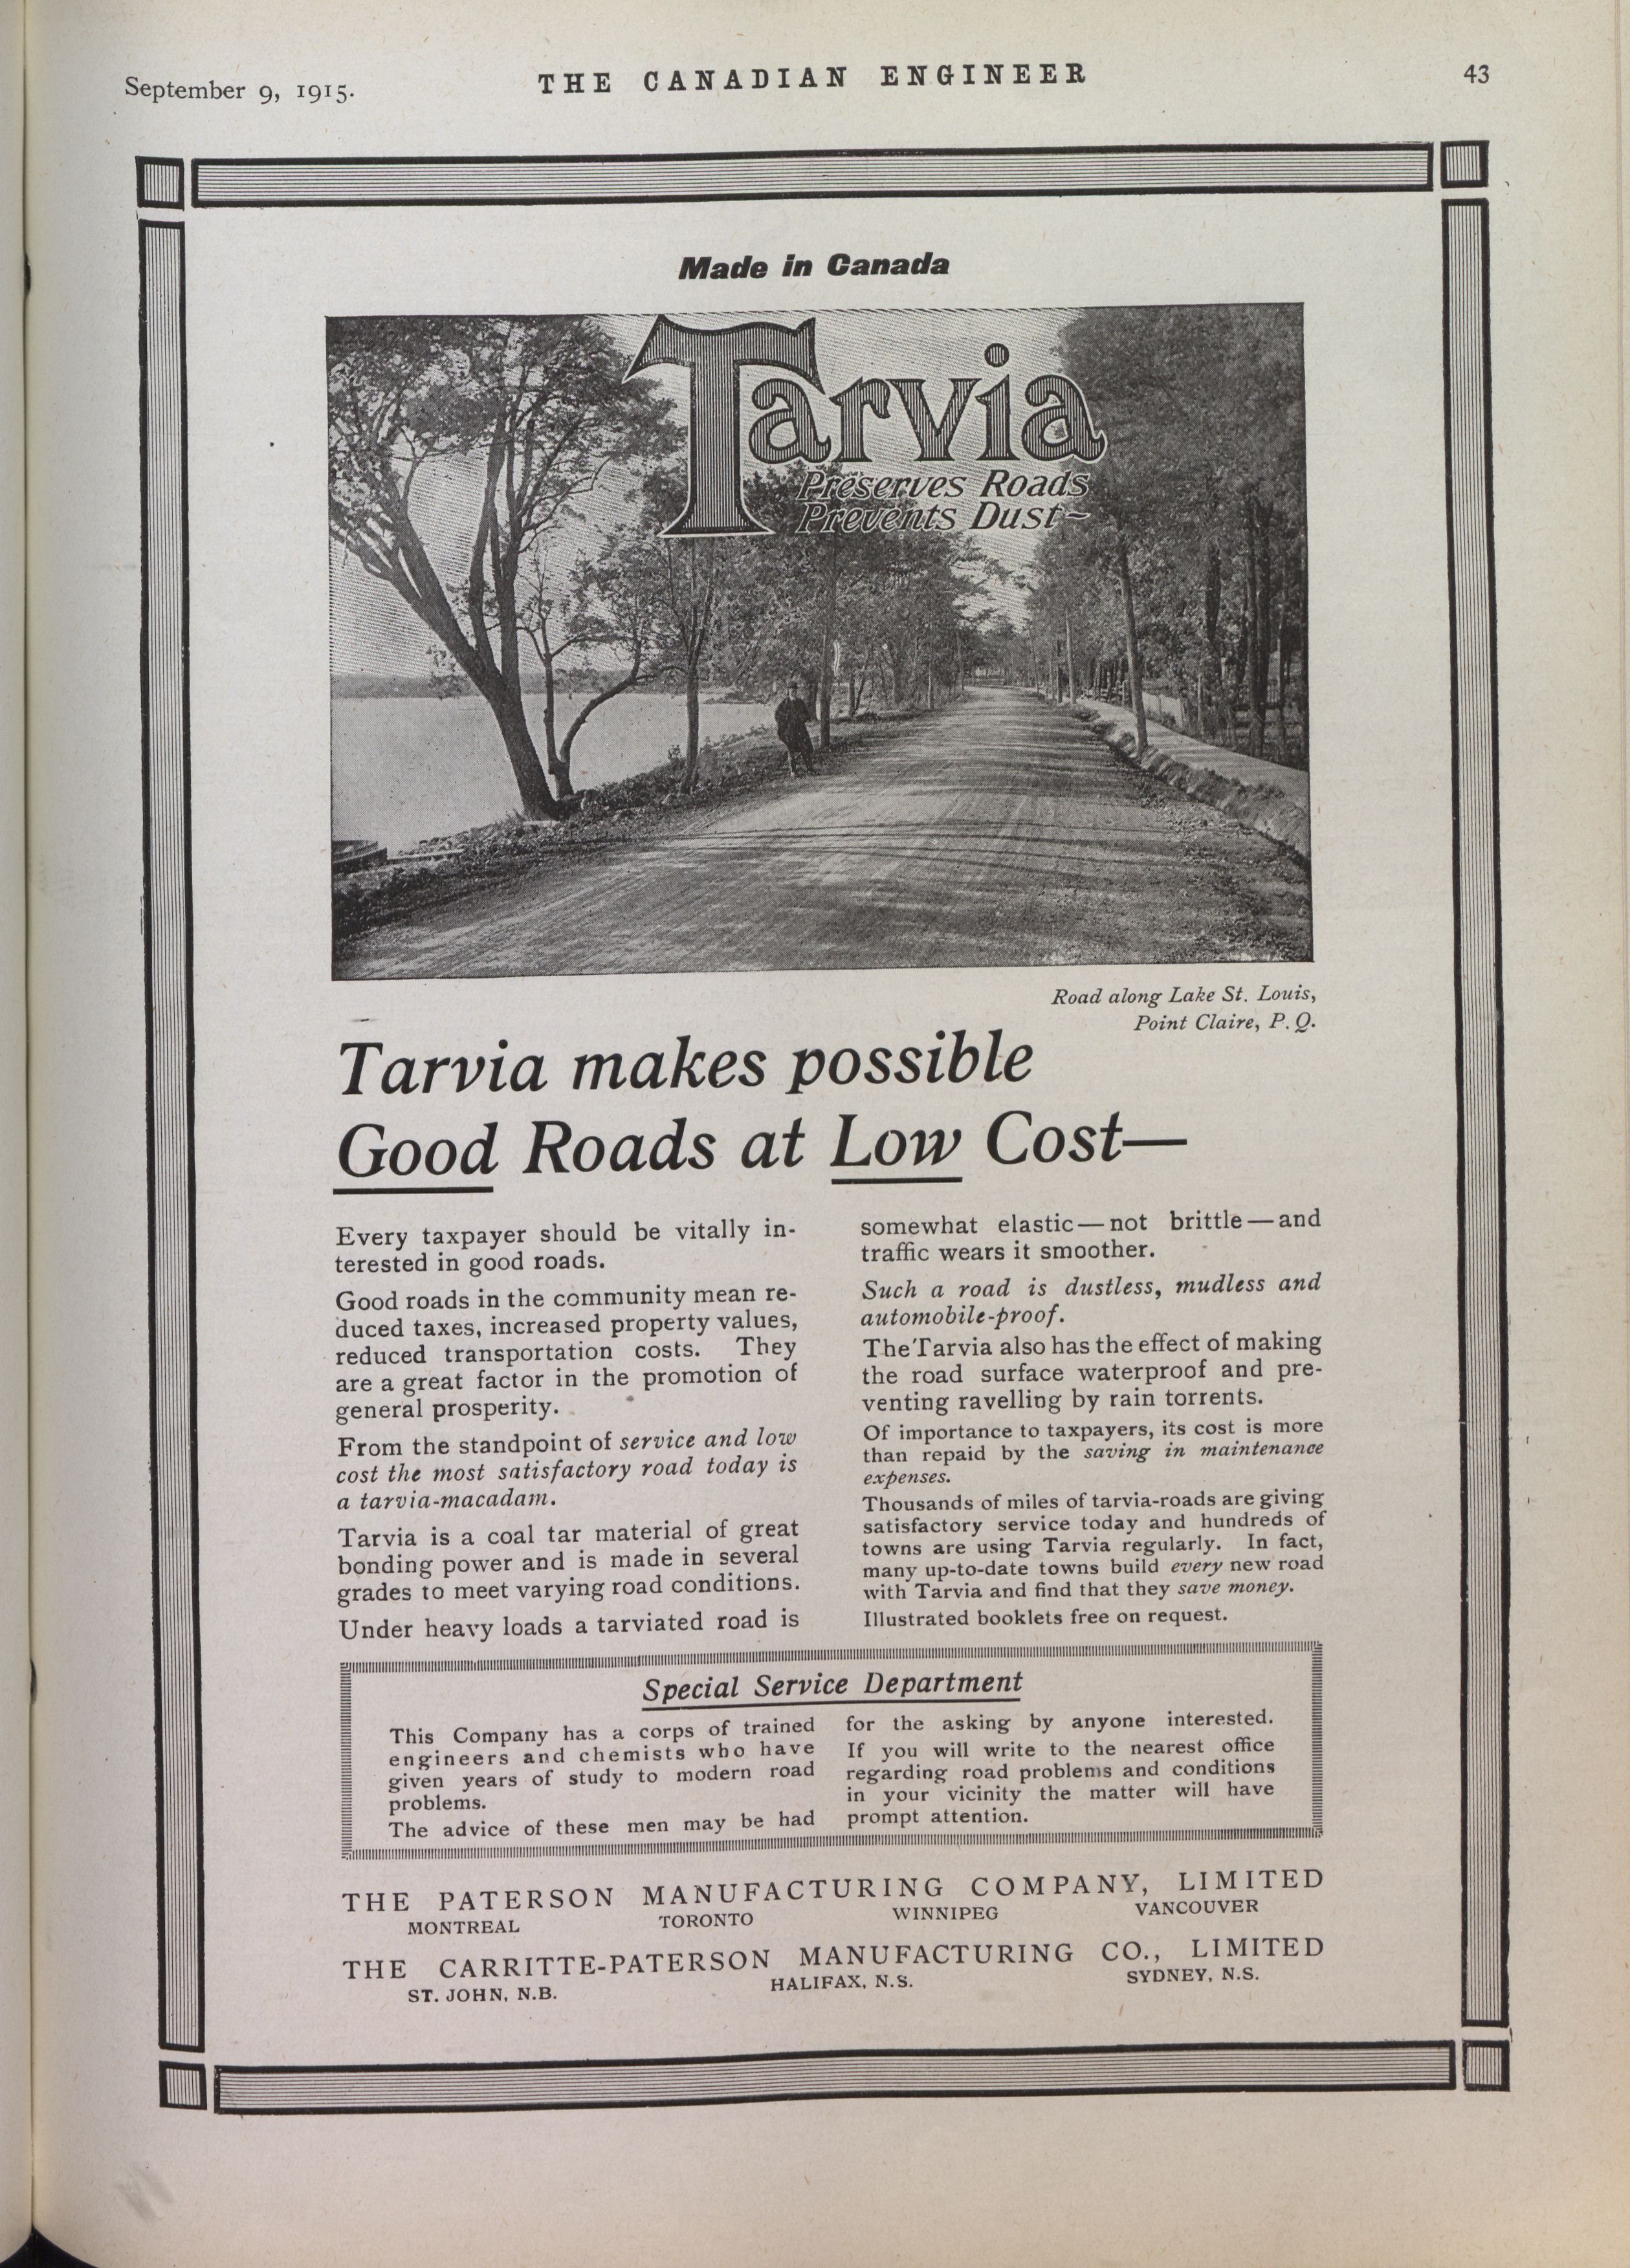 September 9, 1915.
THE CANADIAN ENGINEER
43
Made in Canada
Tarvia
Preserves Roads
Prevents Dust~
Road along Lake St. Louis,
Point Claire, P. Q.
Tarvia makes possible
Good Roads at Low Cost—
Every taxpayer should be vitally in-
terested in good roads.
Good roads in the community mean re-
duced taxes, increased property values,
reduced transportation costs. They
are a great factor in the promotion of
general prosperity.
From the standpoint of service and low
cost the most satisfactory road today is
a tarvia-macadam.
Tarvia is a coal tar material of great
bonding power and is made in several
grades to meet varying road conditions.
Under heavy loads a tarviated road is
somewhat elastic—not brittle—and
traffic wears it smoother.
Such a road is dustless, mudless and
automobile-proof.
The Tarvia also has the effect of making
the road surface waterproof and pre-
venting ravelling by rain torrents.
Of importance to taxpayers, its cost is more
than repaid by the saving in maintenance
expenses.
Thousands of miles of tarvia-roads are giving
satisfactory service today and hundreds of
towns are using Tarvia regularly. In fact,
many up-to-date towns build every new road
with Tarvia and find that they save money.
Illustrated booklets free on request.
Special Service Department
This Company has a corps of trained
engineers and chemists who have
given years of study to modern road
problems.
The advice of these men may be had
for the asking by anyone interested.
If you will write to the nearest office
regarding road problems and conditions
in your vicinity the matter will have
prompt attention.
THE PATERSON MANUFACTURING COMPANY, LIMITED
MONTREAL TORONTO WINNIPEG VANCOUVER
THE CARRITTE-PATERSON MANUFACTURING CO., LIMITED
ST. JOHN, N.B. HALIFAX, N.S. SYDNEY, N.S.